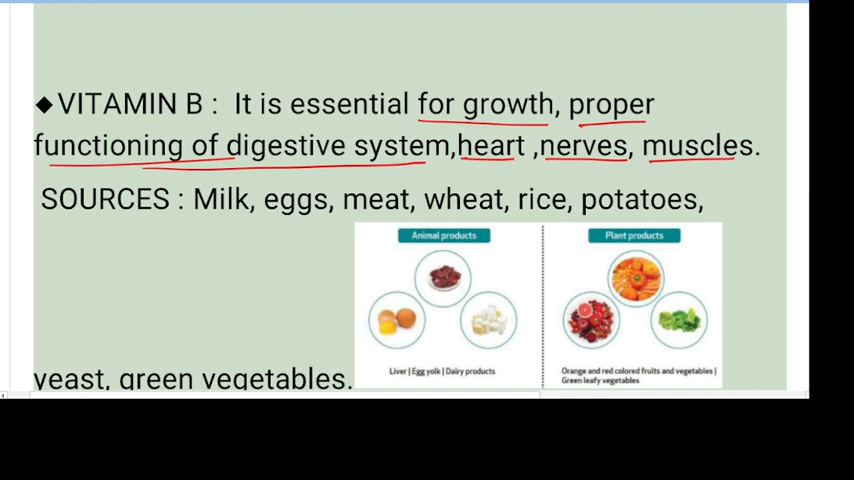 ◆VITAMIN B : It is essential for growth, proper
functioning of digestive system,heart ,nerves, muscles.
SOURCES : Milk, eggs, meat, wheat, rice, potatoes,
Animal products
Plant products
Liver | Egg yolk | Dairy products
Orange and red colored fruits and vegetables |
Green leafy vegetables
yeast, green vegetables.